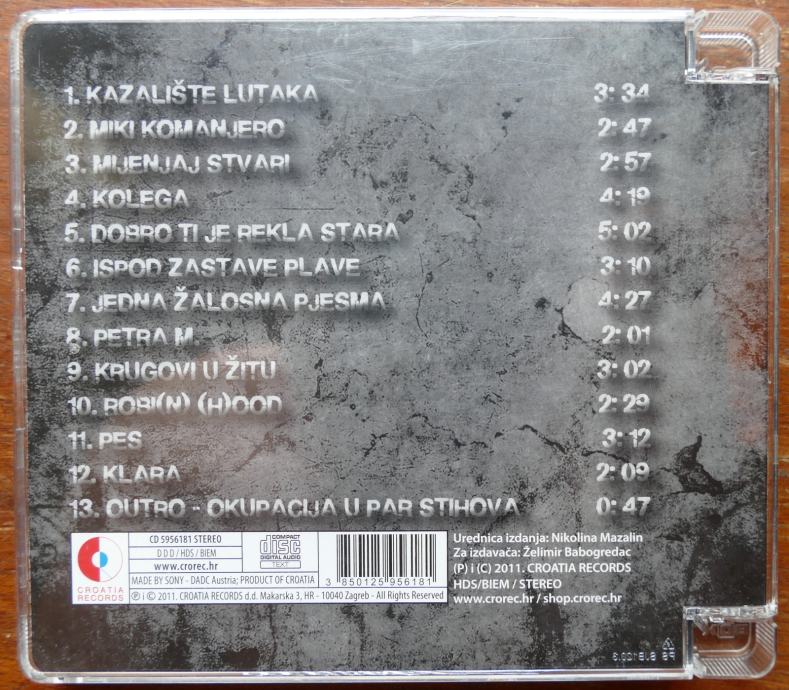 1. KAZALIŠTE LUTAKA 3:34
2. MIKI KOMANJERO 2:47
3. MIJENJAJ STVARI 2:57
4. KOLEGA 4:19
5. DOBRO TI JE REKLA STARA 5:02
6. ISPOD ZASTAVE PLAVE 3:10
7. JEDNA ŽALOSNA PJESMA 4:27
8. PETRA M. 2:01
9. KRUGOVI U ŽITU 3:02
10. ROBI(N) (H)OOD 2:29
11. PES 3:12
12. KLARA 2:09
13. OUTRO - OKUPACIJA U PAR STIHOVA 0:47
CROATIA
RECORDS
CD 5956181 STEREO
D D D / HDS / BIEM
www.crorec.hr
MADE BY SONY - DADC Austria; PRODUCT OF CROATIA
COMPACT
disc
DIGITAL AUDIO
TEXT
3 850125 956181
℗ i © 2011. CROATIA RECORDS d.d. Makarska 3, HR - 10040 Zagreb - All Rights Reserved
Urednica izdanja: Nikolina Mazalin
Za izdavača: Želimir Babogredac
(P) i (C) 2011. CROATIA RECORDS
HDS/BIEM / STEREO
www.crorec.hr / shop.crorec.hr